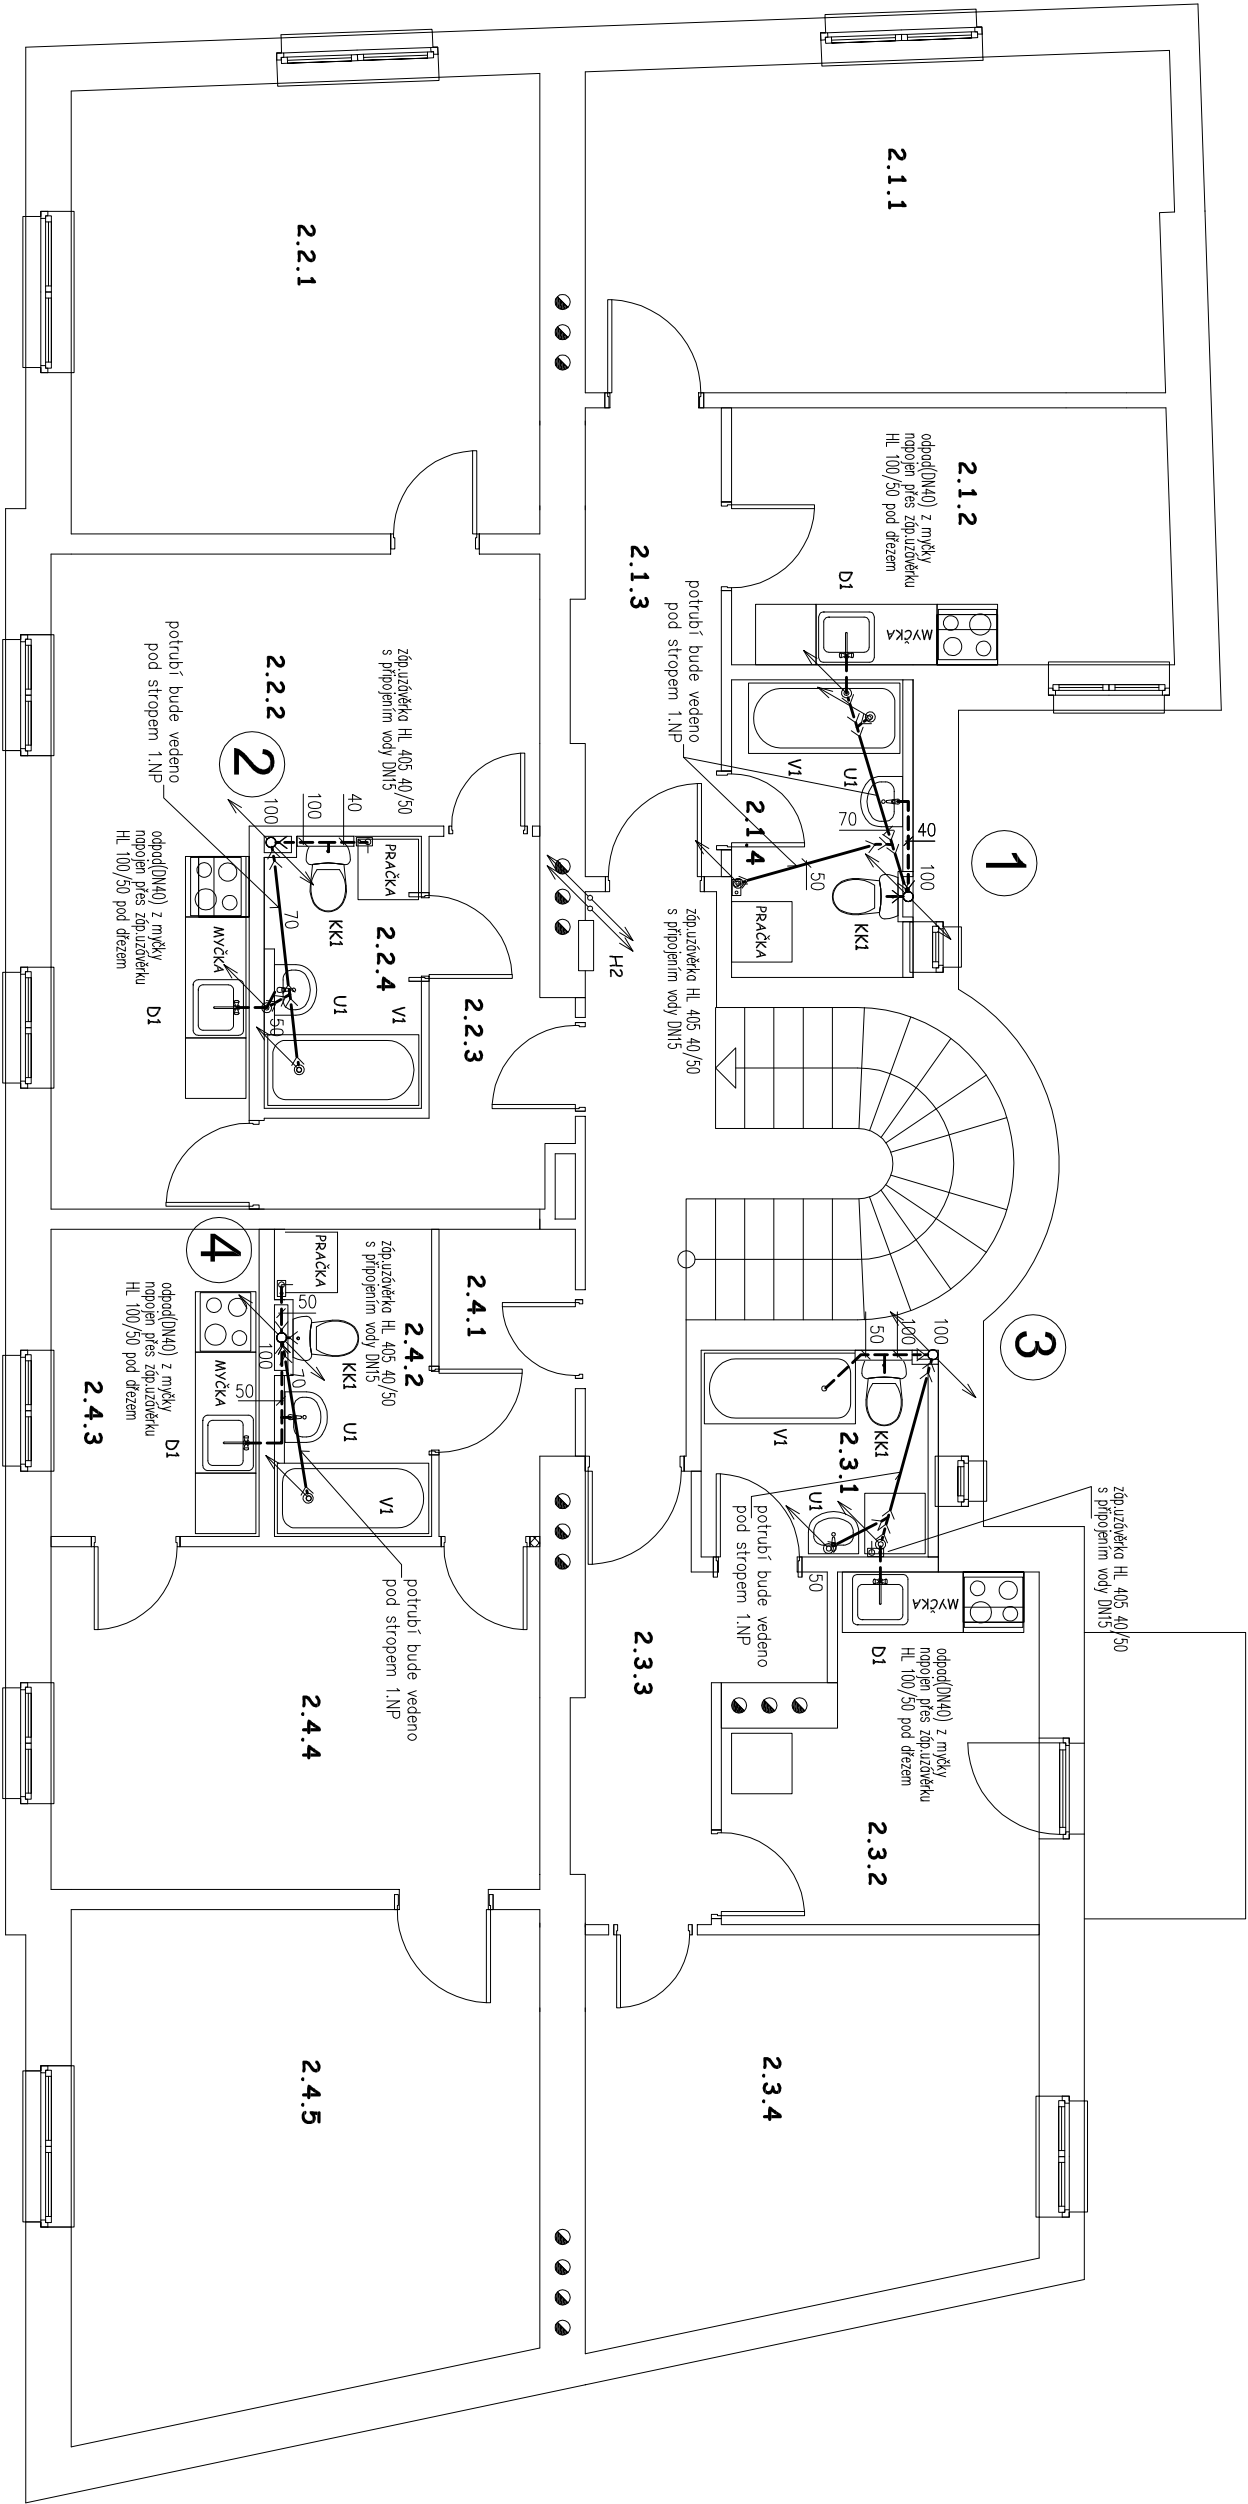 2.1.1
2.1.2
odpad(DN40) z myčky
napojen přes záp.uzávěrku
HL 100/50 pod dřezem
D1
MYČKA
2.1.3
potrubí bude vedeno
pod stropem 1.NP
V1
U1
70
40
100
2.1.4
50
KK1
PRAČKA
záp.uzávěrka HL 405 40/50
s připojením vody DN15
1
H2
2.2.1
2.2.2
záp.uzávěrka HL 405 40/50
s připojením vody DN15
potrubí bude vedeno
pod stropem 1.NP
2
100
100
40
PRAČKA
KK1
70
2.2.4
U1
V1
50
2.2.3
MYČKA
odpad(DN40) z myčky
napojen přes záp.uzávěrku
HL 100/50 pod dřezem
D1
3
100
100
50
KK1
V1
2.3.1
U1
50
potrubí bude vedeno
pod stropem 1.NP
záp.uzávěrka HL 405 40/50
s připojením vody DN15
MYČKA
D1
odpad(DN40) z myčky
napojen přes záp.uzávěrku
HL 100/50 pod dřezem
2.3.3
2.3.2
2.3.4
4
PRAČKA
záp.uzávěrka HL 405 40/50
s připojením vody DN15
2.4.1
2.4.2
50
100
70
50
KK1
U1
V1
MYČKA
D1
odpad(DN40) z myčky
napojen přes záp.uzávěrku
HL 100/50 pod dřezem
2.4.3
potrubí bude vedeno
pod stropem 1.NP
2.4.4
2.4.5